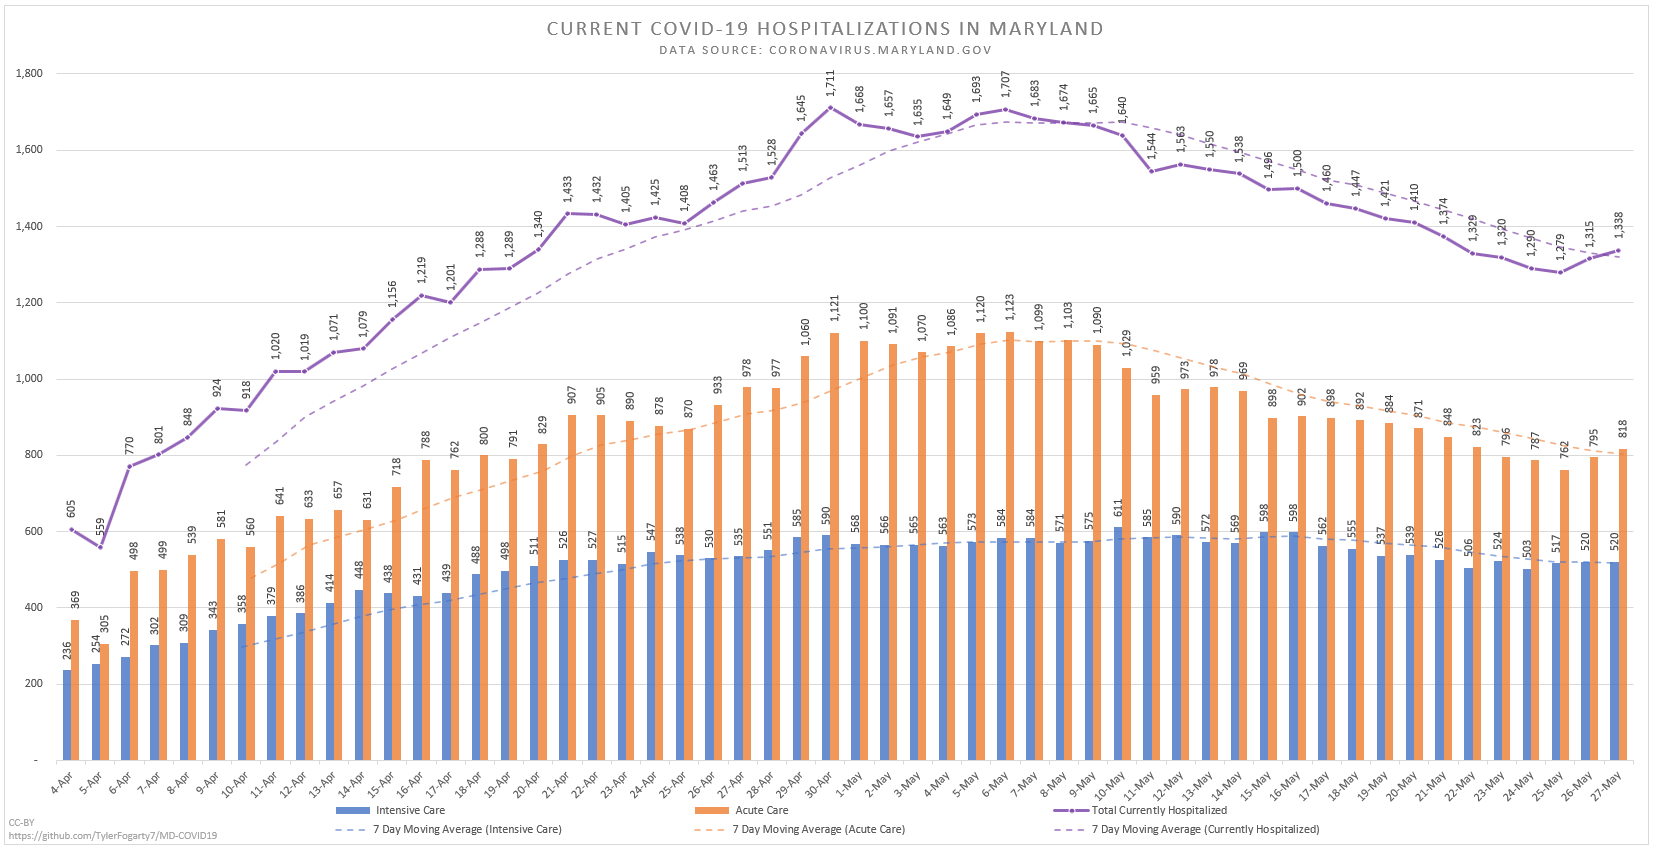 CURRENT COVID-19 HOSPITALIZATIONS IN MARYLAND
DATA SOURCE: CORONAVIRUS.MARYLAND.GOV
1,800
1,600
1,400
1,200
1,000
800
600
400
200
-
605 559 770 801 848 924 918 1,020 1,019 1,071 1,079 1,156 1,219 1,201 1,288 1,289 1,340 1,433 1,432 1,405 1,425 1,408 1,463 1,513 1,528 1,645 1,711 1,668 1,657 1,635 1,649 1,693 1,707 1,683 1,674 1,665 1,640 1,544 1,563 1,550 1,538 1,496 1,500 1,460 1,447 1,421 1,410 1,374 1,329 1,320 1,290 1,279 1,315 1,338
369 305 498 499 539 581 560 641 633 657 631 718 788 762 800 791 829 907 905 890 878 870 933 978 977 1,060 1,121 1,100 1,091 1,070 1,086 1,120 1,123 1,099 1,103 1,090 1,029 959 973 978 969 898 902 898 892 884 871 848 823 796 787 762 795 818
236 254 272 302 309 343 358 379 386 414 448 438 431 439 488 498 511 526 527 515 547 538 530 535 551 585 590 568 566 565 563 573 584 584 571 575 611 585 590 572 569 598 598 562 555 537 539 526 506 524 503 517 520 520
4-Apr 5-Apr 6-Apr 7-Apr 8-Apr 9-Apr 10-Apr 11-Apr 12-Apr 13-Apr 14-Apr 15-Apr 16-Apr 17-Apr 18-Apr 19-Apr 20-Apr 21-Apr 22-Apr 23-Apr 24-Apr 25-Apr 26-Apr 27-Apr 28-Apr 29-Apr 30-Apr 1-May 2-May 3-May 4-May 5-May 6-May 7-May 8-May 9-May 10-May 11-May 12-May 13-May 14-May 15-May 16-May 17-May 18-May 19-May 20-May 21-May 22-May 23-May 24-May 25-May 26-May 27-May
Intensive Care Acute Care Total Currently Hospitalized
7 Day Moving Average (Intensive Care) 7 Day Moving Average (Acute Care) 7 Day Moving Average (Currently Hospitalized)
CC-BY
https://github.com/TylerFogarty7/MD-COVID19